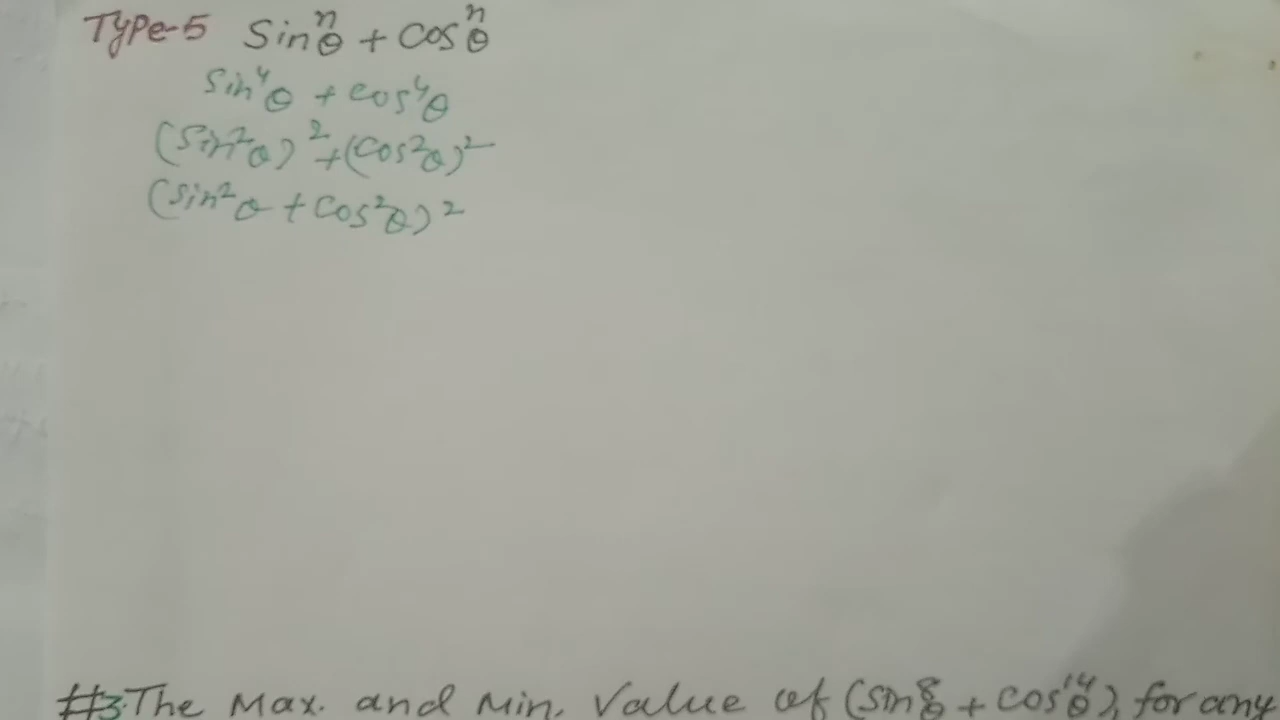 Type-5 Sinⁿθ + Cosⁿθ
Sin⁴θ + cos⁴θ
(Sin²θ)² + (Cos²θ)²
(Sin²θ + Cos²θ)²
#3. The Max. and Min. Value of (Sin⁸θ + Cos¹⁴θ), for any